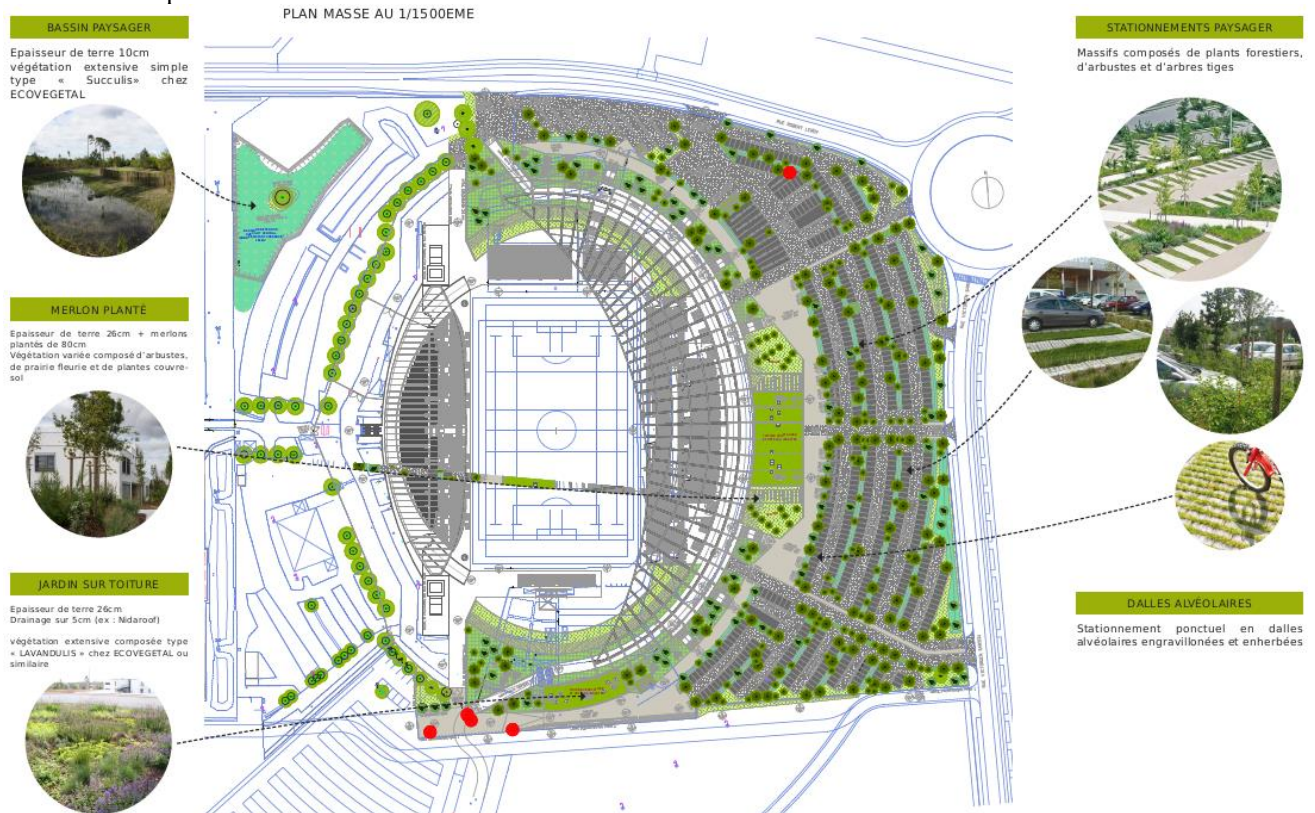 PLAN MASSE AU 1/1500EME
BASSIN PAYSAGER
Epaisseur de terre 10cm
végétation extensive simple
type « Succulis» chez
ECOVEGETAL
MERLON PLANTÉ
Epaisseur de terre 26cm + merlons
plantés de 80cm
Végétation variée composé d'arbustes,
de prairie fleurie et de plantes couvre-
sol
JARDIN SUR TOITURE
Epaisseur de terre 26cm
Drainage sur 5cm (ex : Nidaroof)
végétation extensive composée type
« LAVANDULIS » chez ECOVEGETAL ou
similaire
STATIONNEMENTS PAYSAGER
Massifs composés de plants forestiers,
d'arbustes et d'arbres tiges
DALLES ALVÉOLAIRES
Stationnement ponctuel en dalles
alvéolaires engravillonées et enherbées